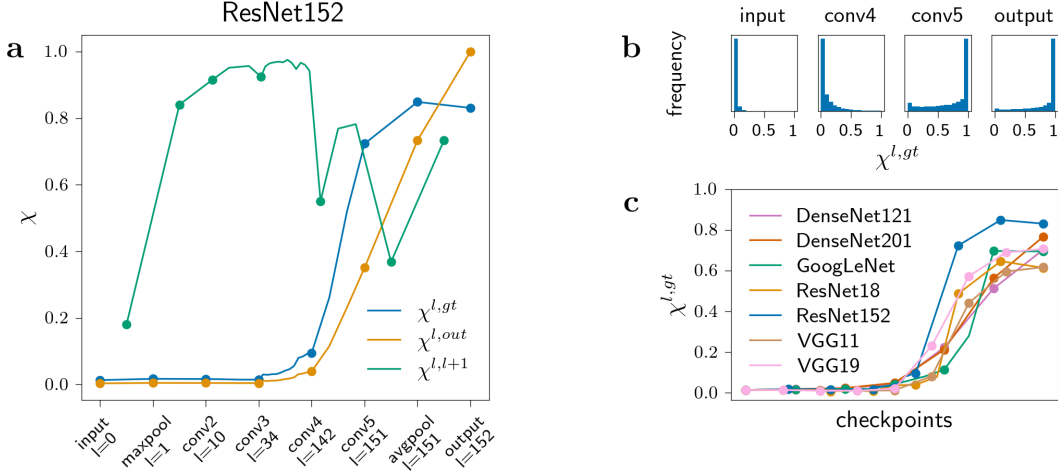 ResNet152
a
χ
1.0
0.8
0.6
0.4
0.2
0.0
χ^{l,gt}
χ^{l,out}
χ^{l,l+1}
input
l=0
maxpool
l=1
conv2
l=10
conv3
l=34
conv4
l=142
conv5
l=151
avgpool
l=151
output
l=152
b
input conv4 conv5 output
frequency
0 0.5 1 0 0.5 1 0 0.5 1 0 0.5 1
χ^{l,gt}
c
χ^{l,gt}
1.0
0.8
0.6
0.4
0.2
0.0
DenseNet121
DenseNet201
GoogLeNet
ResNet18
ResNet152
VGG11
VGG19
checkpoints